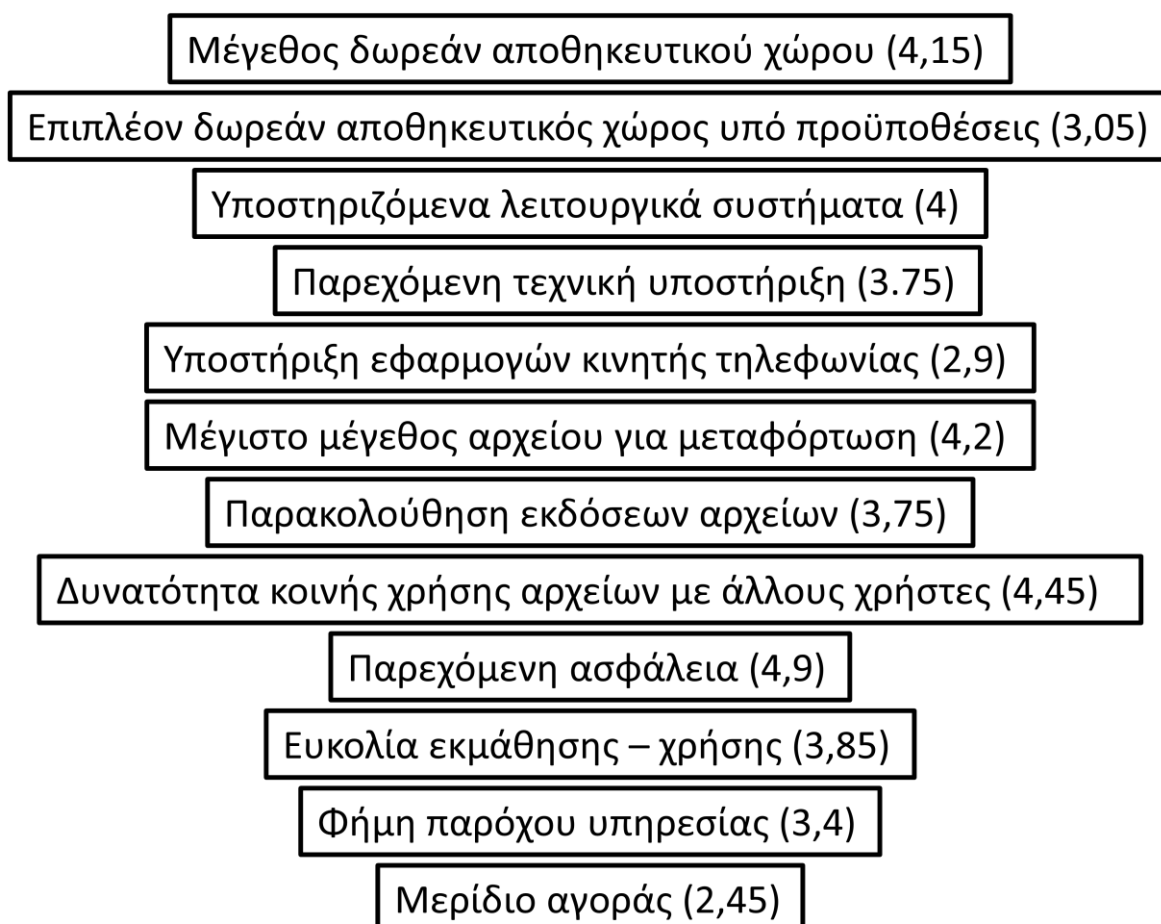 Μέγεθος δωρεάν αποθηκευτικού χώρου (4,15)
Επιπλέον δωρεάν αποθηκευτικός χώρος υπό προϋποθέσεις (3,05)
Υποστηριζόμενα λειτουργικά συστήματα (4)
Παρεχόμενη τεχνική υποστήριξη (3.75)
Υποστήριξη εφαρμογών κινητής τηλεφωνίας (2,9)
Μέγιστο μέγεθος αρχείου για μεταφόρτωση (4,2)
Παρακολούθηση εκδόσεων αρχείων (3,75)
Δυνατότητα κοινής χρήσης αρχείων με άλλους χρήστες (4,45)
Παρεχόμενη ασφάλεια (4,9)
Ευκολία εκμάθησης – χρήσης (3,85)
Φήμη παρόχου υπηρεσίας (3,4)
Μερίδιο αγοράς (2,45)